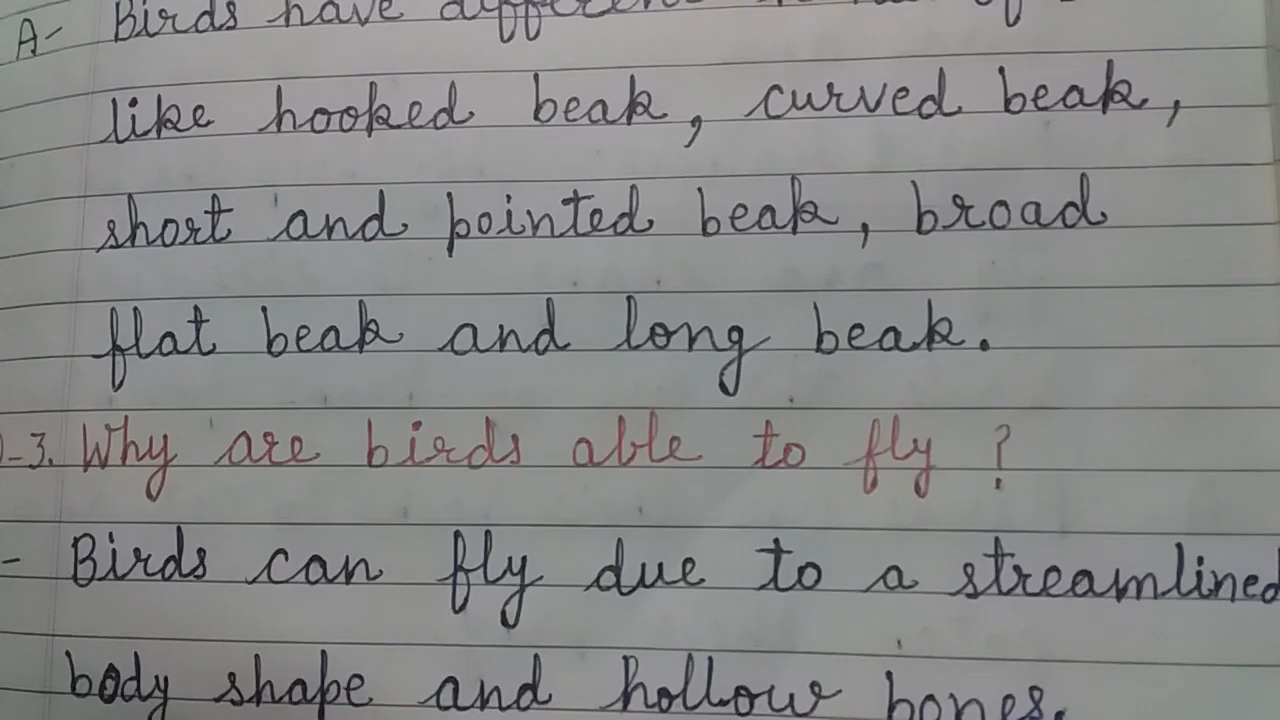 A- Birds have different
like hooked beak, curved beak,
short and pointed beak, broad
flat beak and long beak.
-3. Why are birds able to fly ?
- Birds can fly due to a streamlined
body shape and hollow bones.